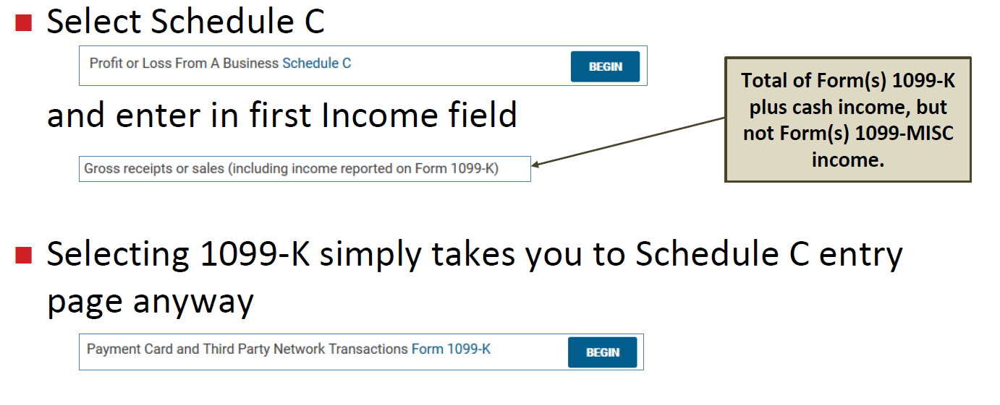 Select Schedule C
Profit or Loss From A Business Schedule C
BEGIN
and enter in first Income field
Gross receipts or sales (including income reported on Form 1099-K)
Total of Form(s) 1099-K
plus cash income, but
not Form(s) 1099-MISC
income.
Selecting 1099-K simply takes you to Schedule C entry
page anyway
Payment Card and Third Party Network Transactions Form 1099-K
BEGIN